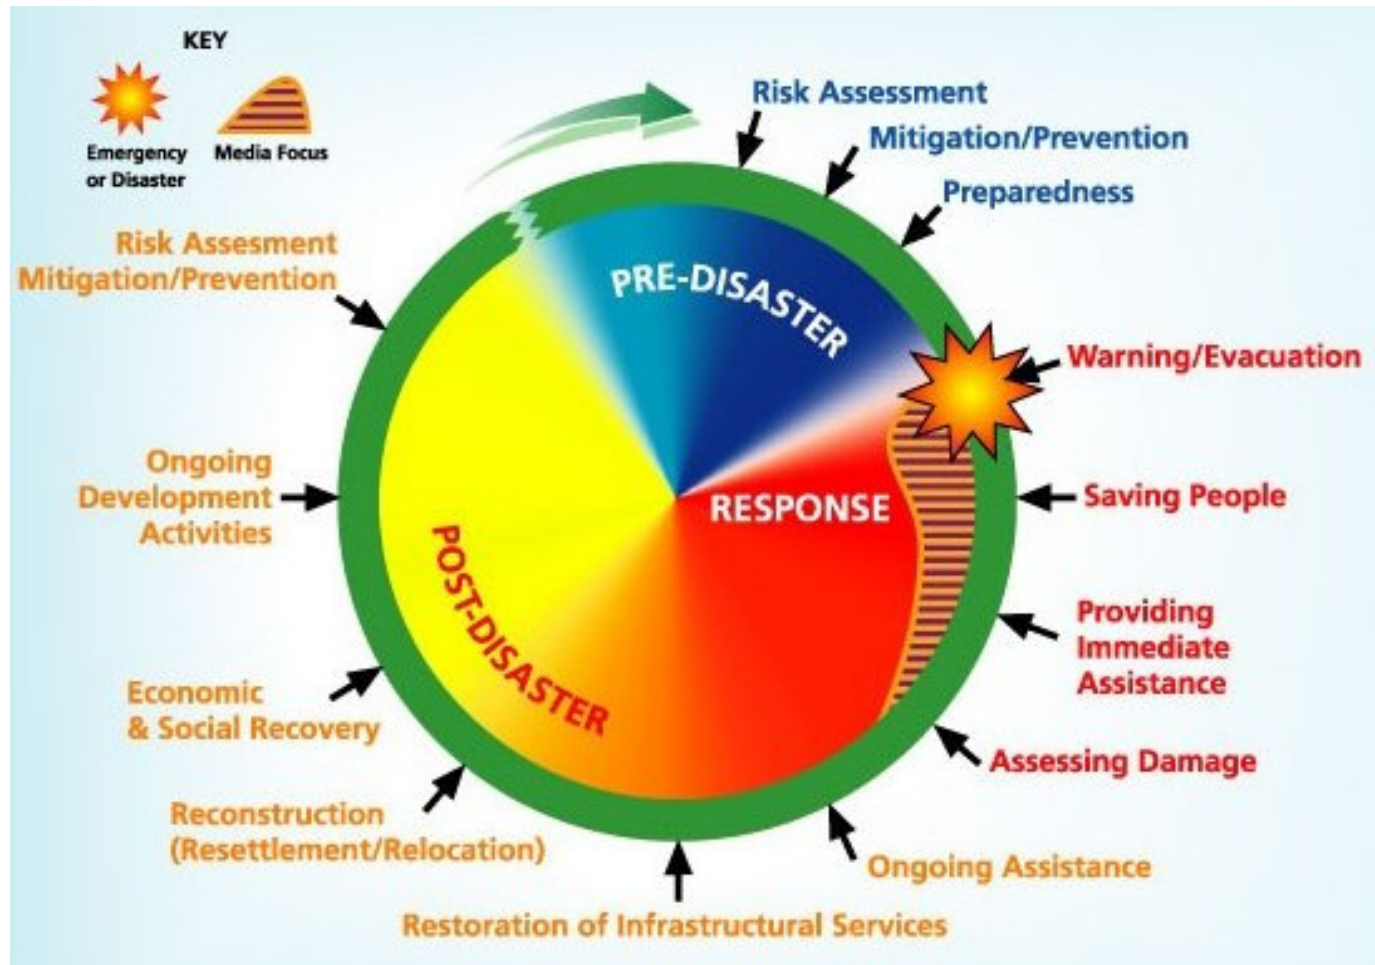 KEY
Emergency
or Disaster
Media Focus
Risk Assessment
Mitigation/Prevention
Preparedness
Warning/Evacuation
Saving People
Providing
Immediate
Assistance
Assessing Damage
Ongoing Assistance
Restoration of Infrastructural Services
Reconstruction
(Resettlement/Relocation)
Economic
& Social Recovery
Ongoing
Development
Activities
Risk Assesment
Mitigation/Prevention
PRE-DISASTER
RESPONSE
POST-DISASTER